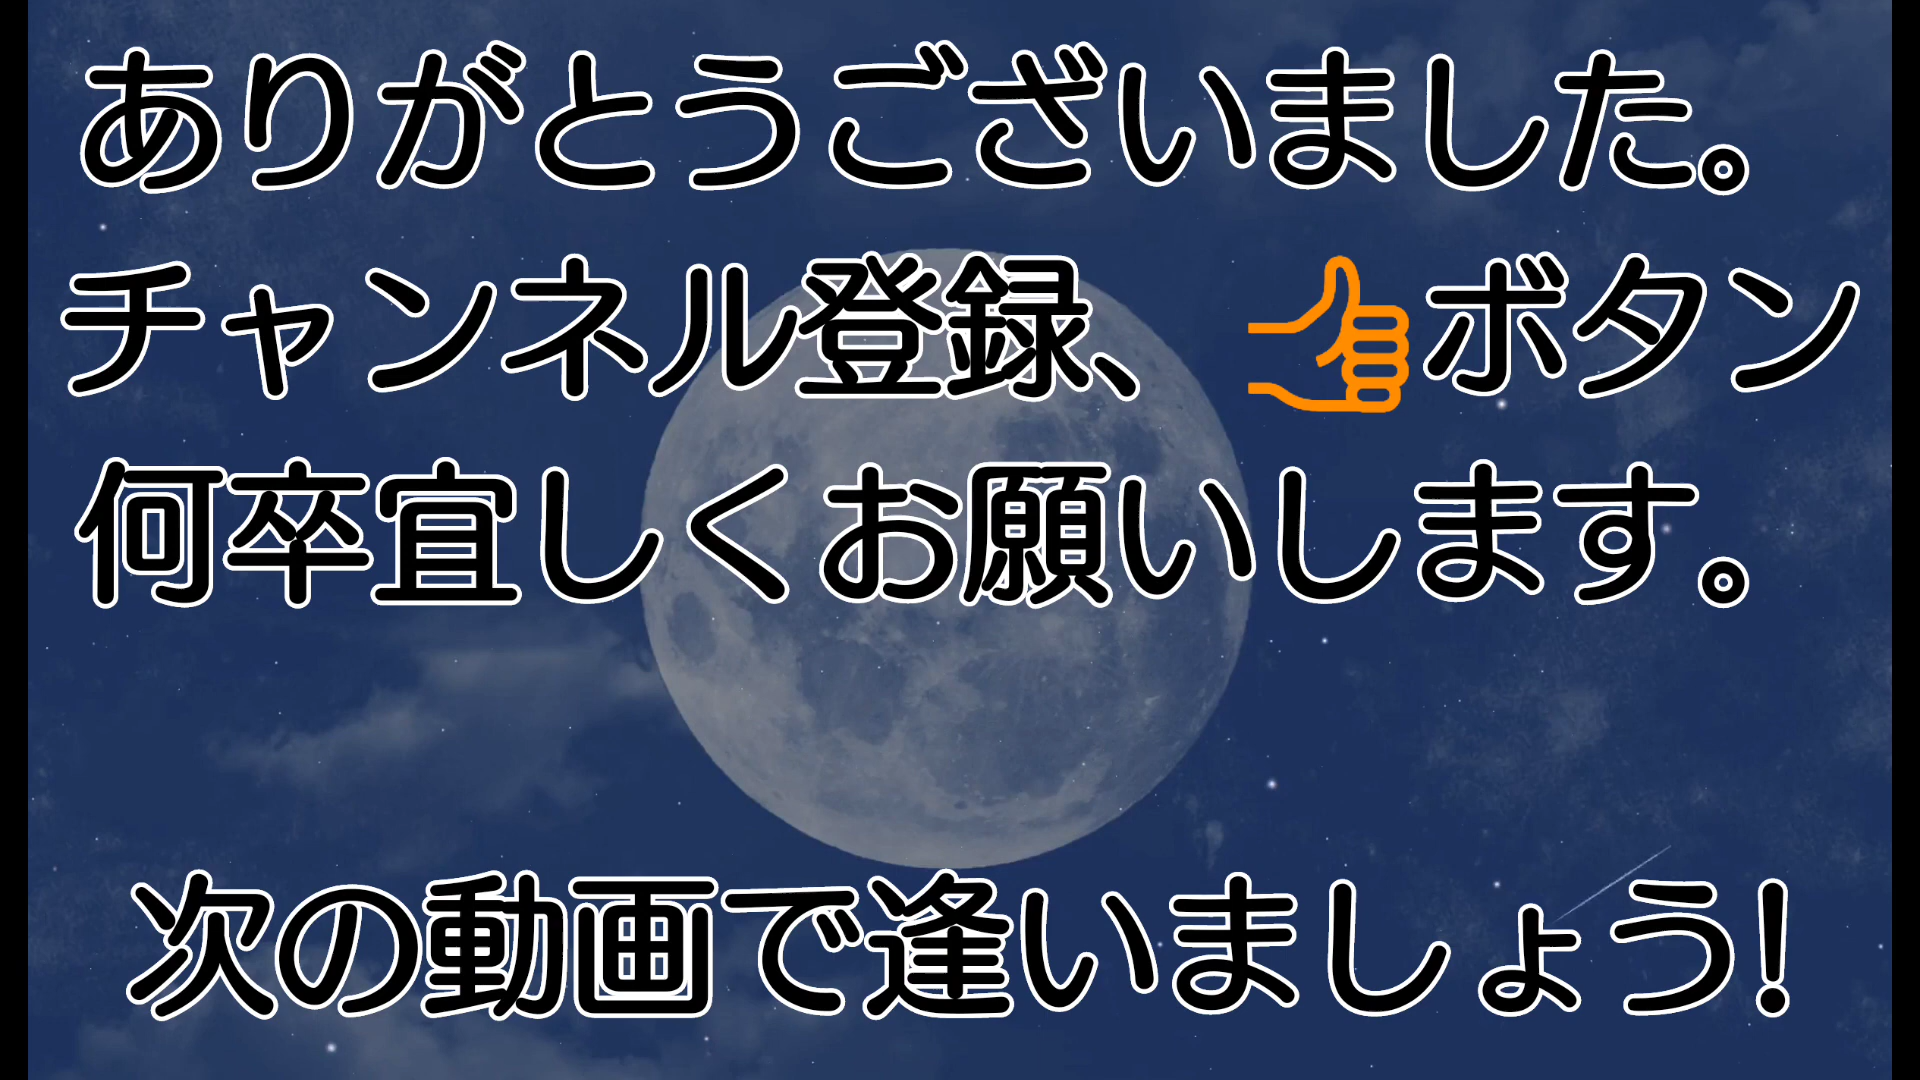 ありがとうございました。
チャンネル登録、👍ボタン
何卒宜しくお願いします。
次の動画で逢いましょう!